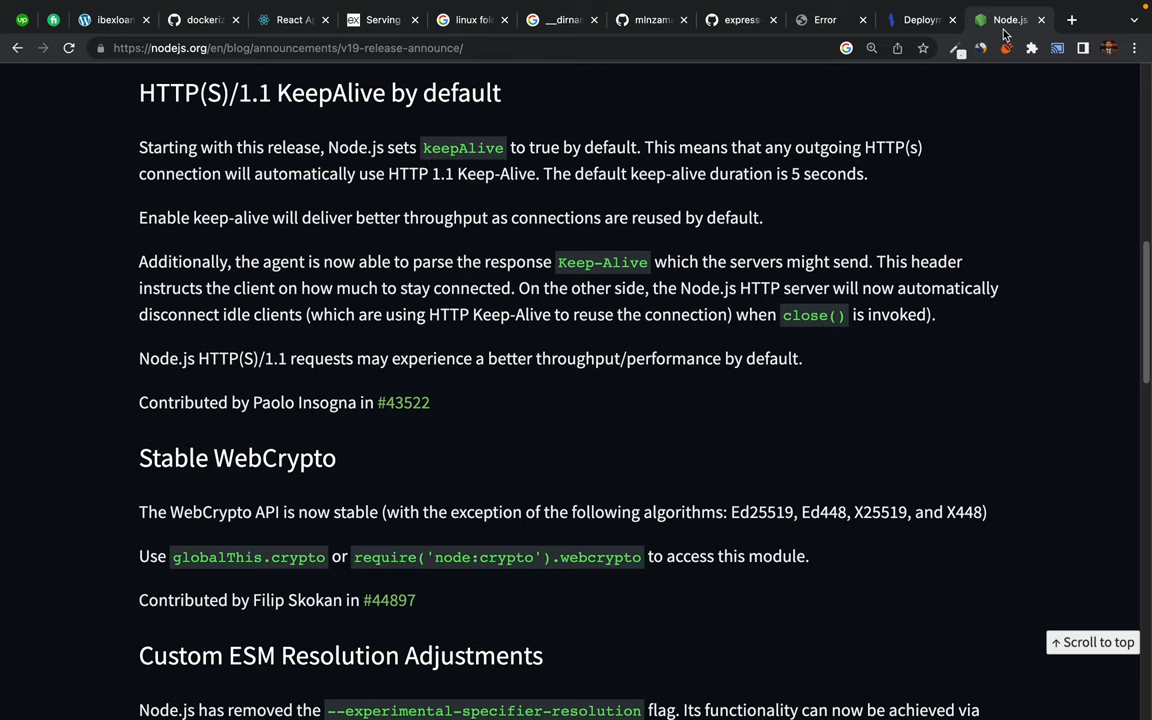 ibexloan
dockeriz
React Ap
Serving
linux fol
__dirnar
mlnzama
express-
Error
Deploym
Node.js
https://nodejs.org/en/blog/announcements/v19-release-announce/
HTTP(S)/1.1 KeepAlive by default
Starting with this release, Node.js sets keepAlive to true by default. This means that any outgoing HTTP(s)
connection will automatically use HTTP 1.1 Keep-Alive. The default keep-alive duration is 5 seconds.
Enable keep-alive will deliver better throughput as connections are reused by default.
Additionally, the agent is now able to parse the response Keep-Alive which the servers might send. This header
instructs the client on how much to stay connected. On the other side, the Node.js HTTP server will now automatically
disconnect idle clients (which are using HTTP Keep-Alive to reuse the connection) when close() is invoked).
Node.js HTTP(S)/1.1 requests may experience a better throughput/performance by default.
Contributed by Paolo Insogna in #43522
Stable WebCrypto
The WebCrypto API is now stable (with the exception of the following algorithms: Ed25519, Ed448, X25519, and X448)
Use globalThis.crypto or require('node:crypto').webcrypto to access this module.
Contributed by Filip Skokan in #44897
↑ Scroll to top
Custom ESM Resolution Adjustments
Node.js has removed the --experimental-specifier-resolution flag. Its functionality can now be achieved via